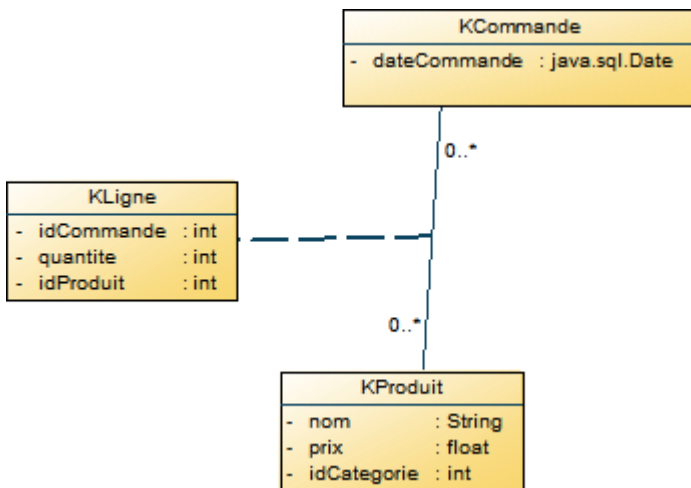 KCommande
- dateCommande : java.sql.Date
0..*
KLigne
- idCommande : int
- quantite : int
- idProduit : int
0..*
KProduit
- nom : String
- prix : float
- idCategorie : int